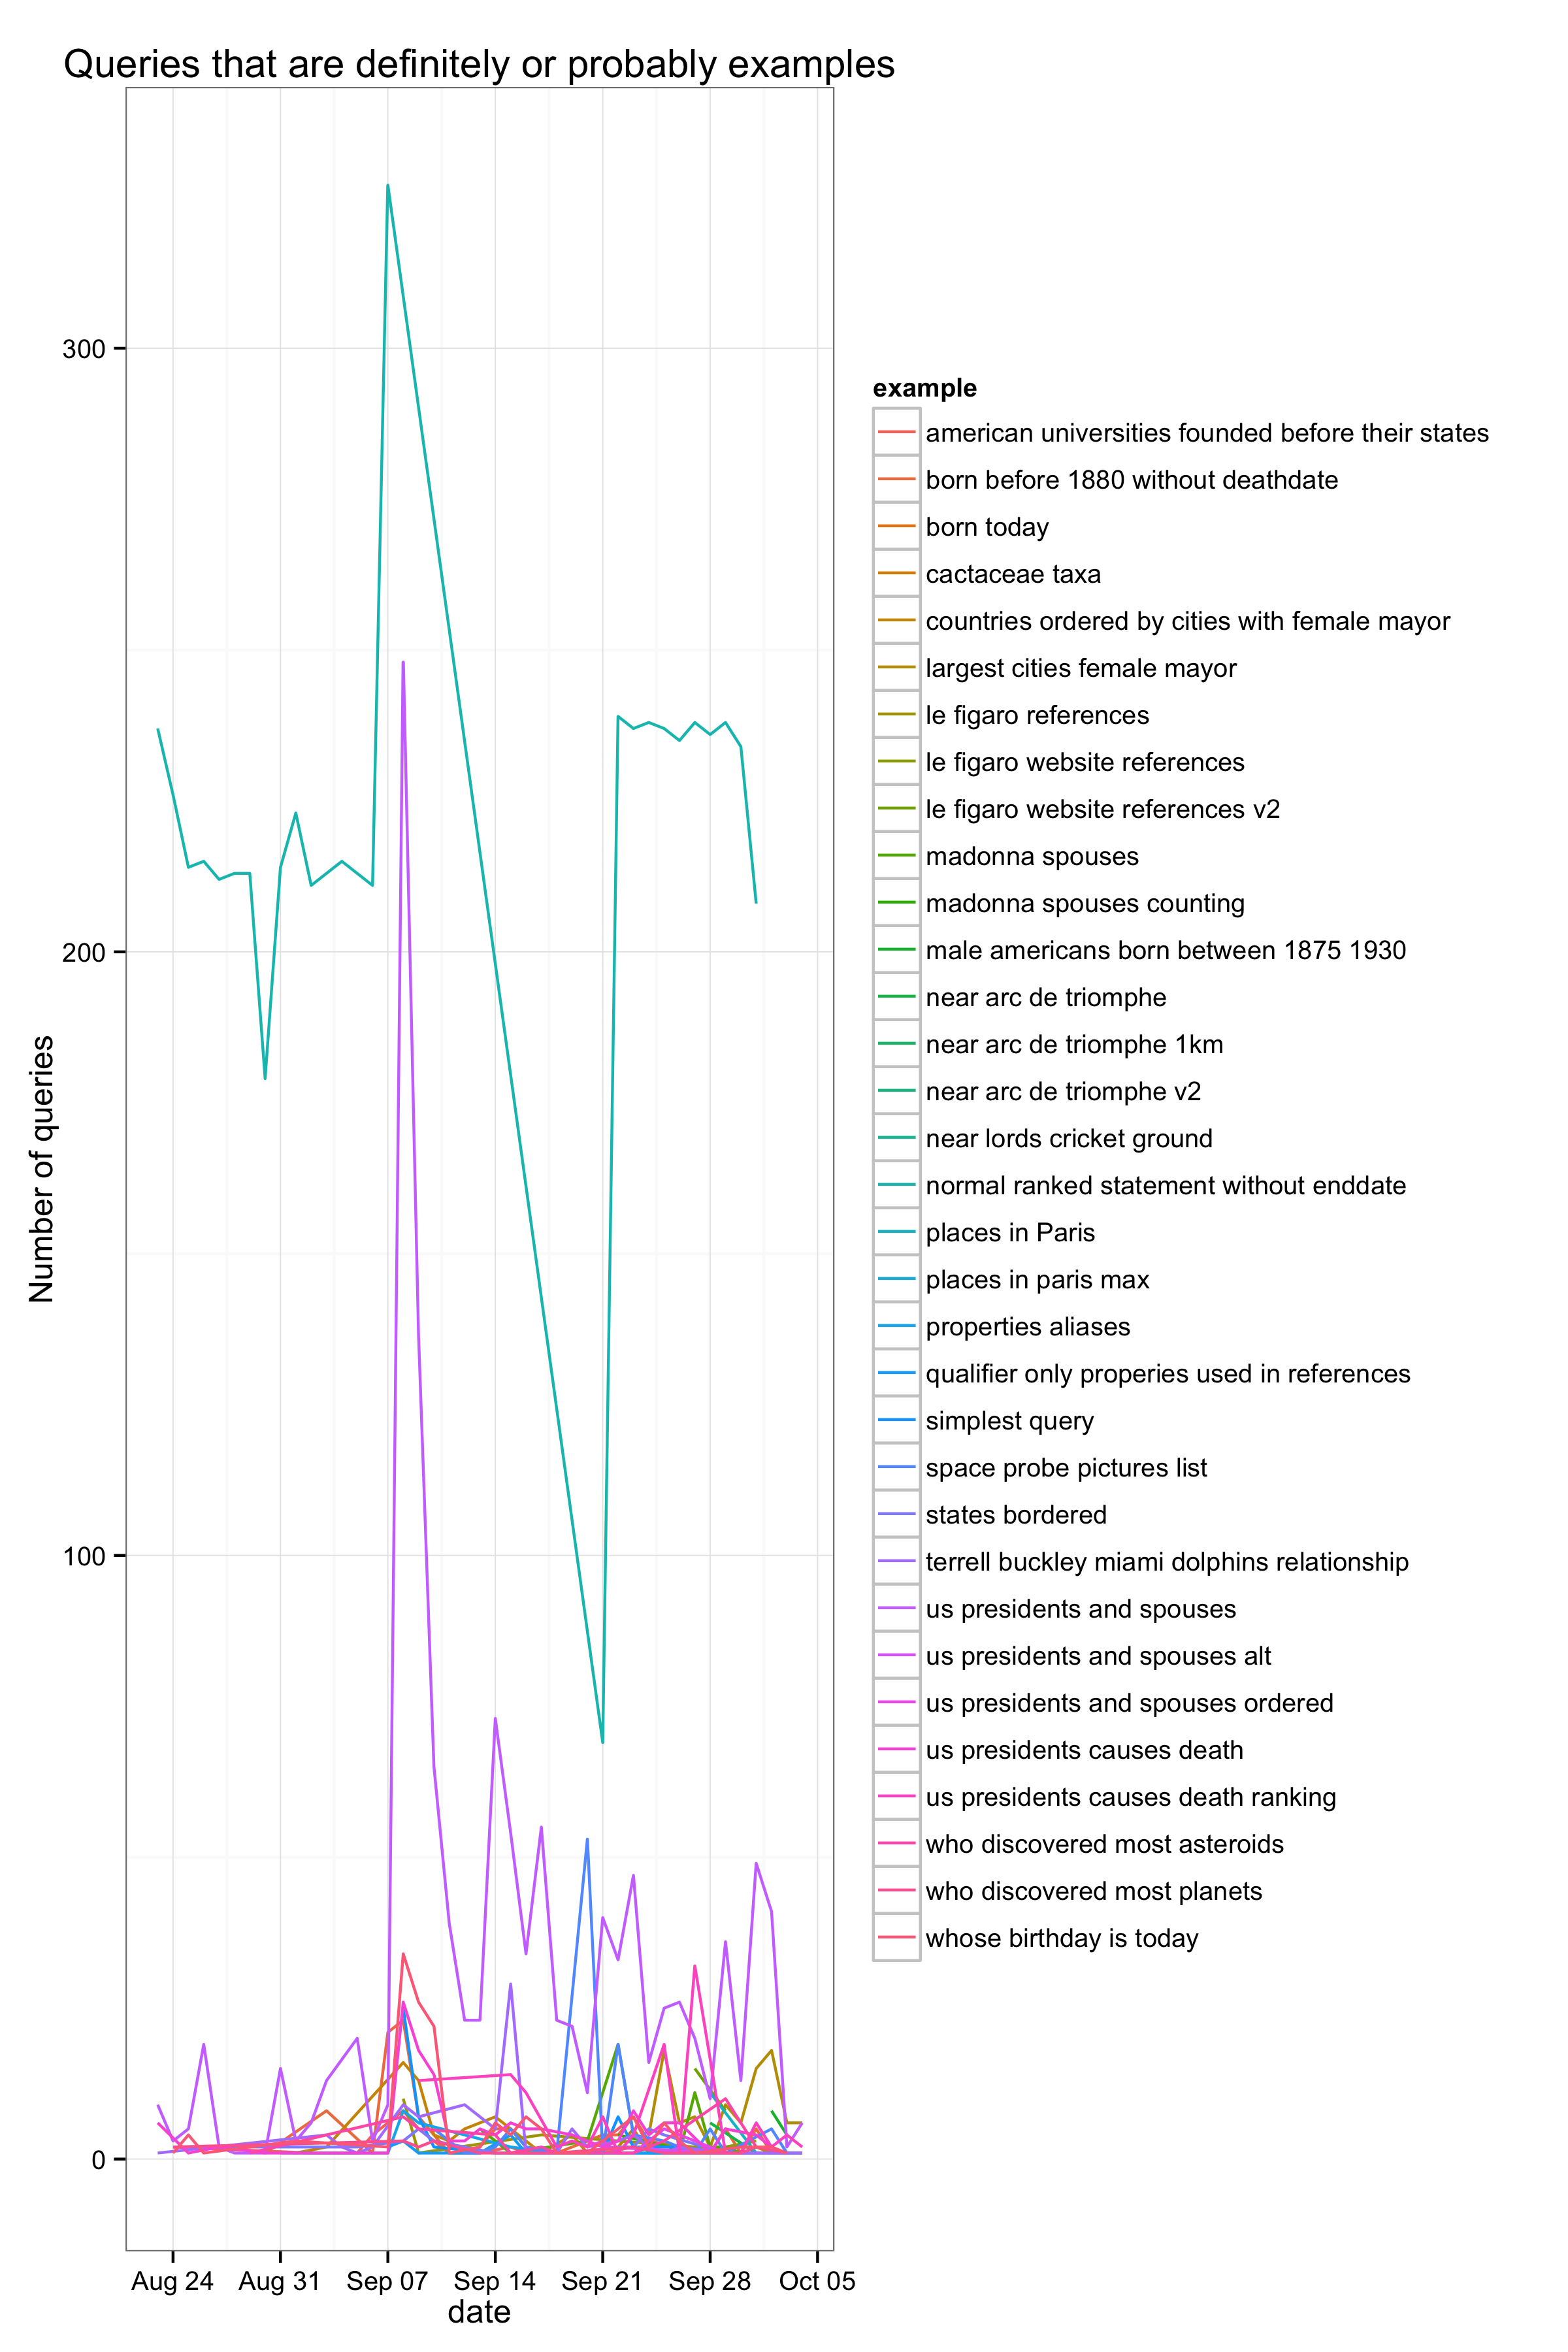 Queries that are definitely or probably examples
300
200
100
0
Number of queries
Aug 24 Aug 31 Sep 07 Sep 14 Sep 21 Sep 28 Oct 05
date
example
american universities founded before their states
born before 1880 without deathdate
born today
cactaceae taxa
countries ordered by cities with female mayor
largest cities female mayor
le figaro references
le figaro website references
le figaro website references v2
madonna spouses
madonna spouses counting
male americans born between 1875 1930
near arc de triomphe
near arc de triomphe 1km
near arc de triomphe v2
near lords cricket ground
normal ranked statement without enddate
places in Paris
places in paris max
properties aliases
qualifier only properies used in references
simplest query
space probe pictures list
states bordered
terrell buckley miami dolphins relationship
us presidents and spouses
us presidents and spouses alt
us presidents and spouses ordered
us presidents causes death
us presidents causes death ranking
who discovered most asteroids
who discovered most planets
whose birthday is today